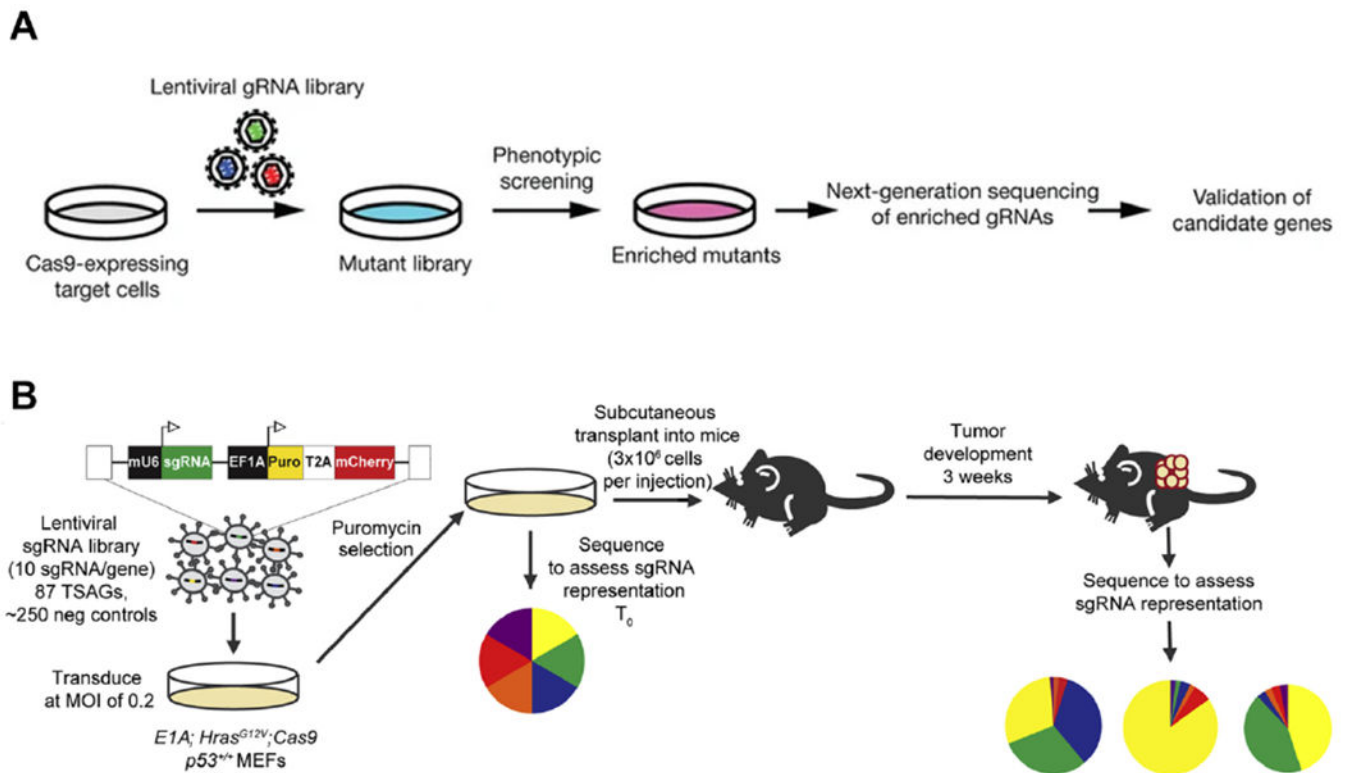 A
Lentiviral gRNA library
Phenotypic
screening
Next-generation sequencing
of enriched gRNAs
Validation of
candidate genes
Cas9-expressing
target cells
Mutant library
Enriched mutants
B
mU6 sgRNA EF1A Puro T2A mCherry
Lentiviral
sgRNA library
(10 sgRNA/gene)
87 TSAGs,
~250 neg controls
Transduce
at MOI of 0.2
E1A; HrasG12V;Cas9
p53+/+ MEFs
Puromycin
selection
Subcutaneous
transplant into mice
(3x10⁶ cells
per injection)
Sequence
to assess sgRNA
representation
T₀
Tumor
development
3 weeks
Sequence to assess
sgRNA representation